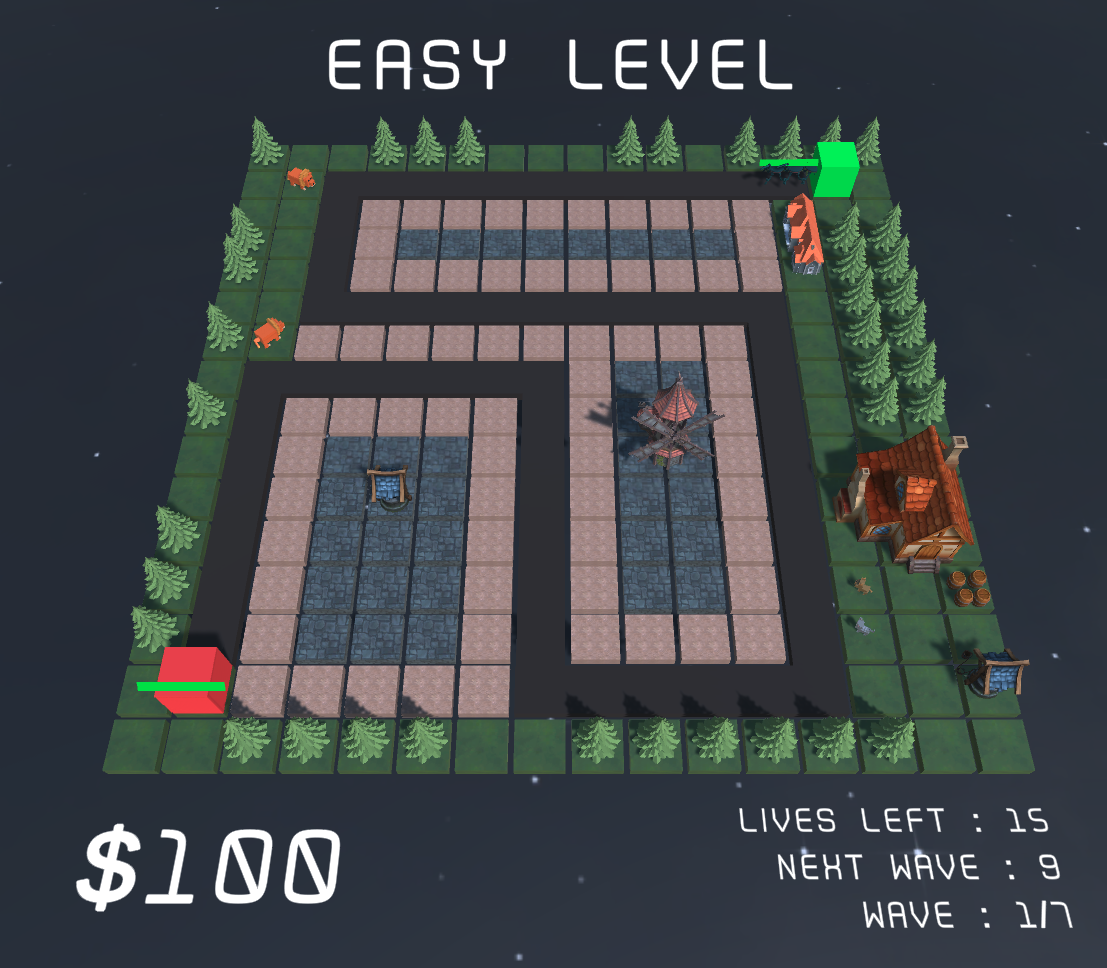 EASY LEVEL
$100
LIVES LEFT : 15
NEXT WAVE : 9
WAVE : 1/7